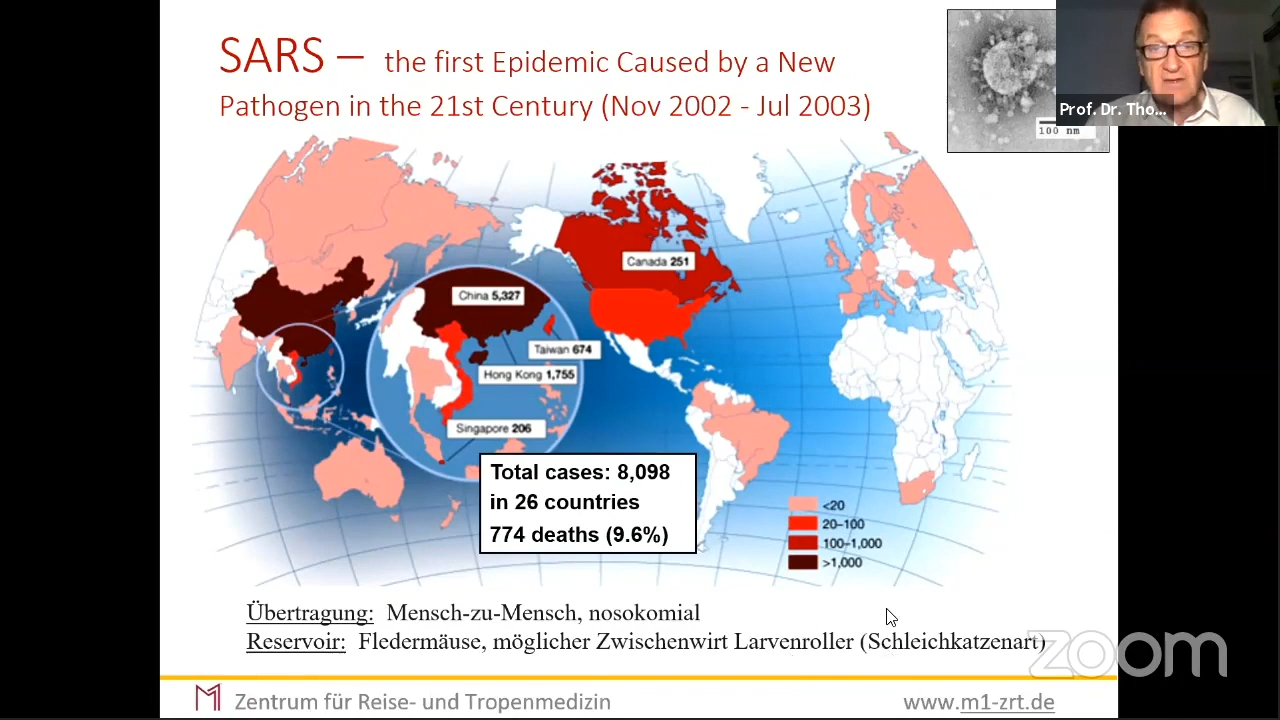 SARS – the first Epidemic Caused by a New
Pathogen in the 21st Century (Nov 2002 - Jul 2003)
Prof. Dr. Tho...
100 nm
Canada 251
China 5,327
Taiwan 674
Hong Kong 1,755
Singapore 206
Total cases: 8,098
in 26 countries
774 deaths (9.6%)
<20
20–100
100–1,000
>1,000
Übertragung: Mensch-zu-Mensch, nosokomial
Reservoir: Fledermäuse, möglicher Zwischenwirt Larvenroller (Schleichkatzenart)
zoom
Zentrum für Reise- und Tropenmedizin
www.m1-zrt.de